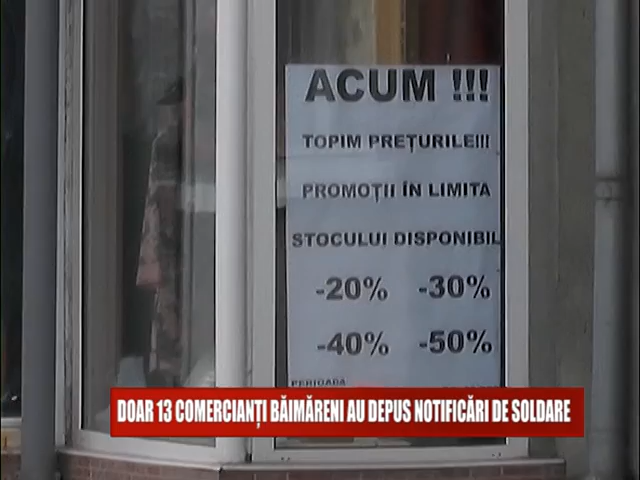 ACUM !!!
TOPIM PREȚURILE!!!
PROMOȚII ÎN LIMITA
STOCULUI DISPONIBIL
-20% -30%
-40% -50%
PERIOADA
DOAR 13 COMERCIANȚI BĂIMĂRENI AU DEPUS NOTIFICĂRI DE SOLDARE